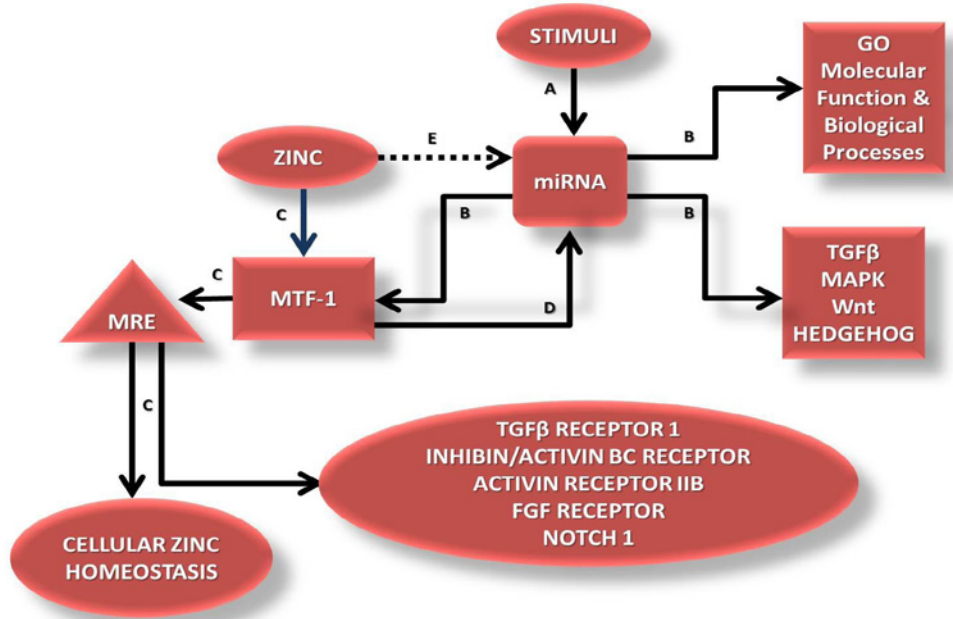 STIMULI
A
GO
Molecular
Function &
Biological
Processes
B
E
ZINC
miRNA
C
B
B
TGFβ
MAPK
Wnt
HEDGEHOG
C
MTF-1
D
MRE
C
TGFβ RECEPTOR 1
INHIBIN/ACTIVIN BC RECEPTOR
ACTIVIN RECEPTOR IIB
FGF RECEPTOR
NOTCH 1
CELLULAR ZINC
HOMEOSTASIS